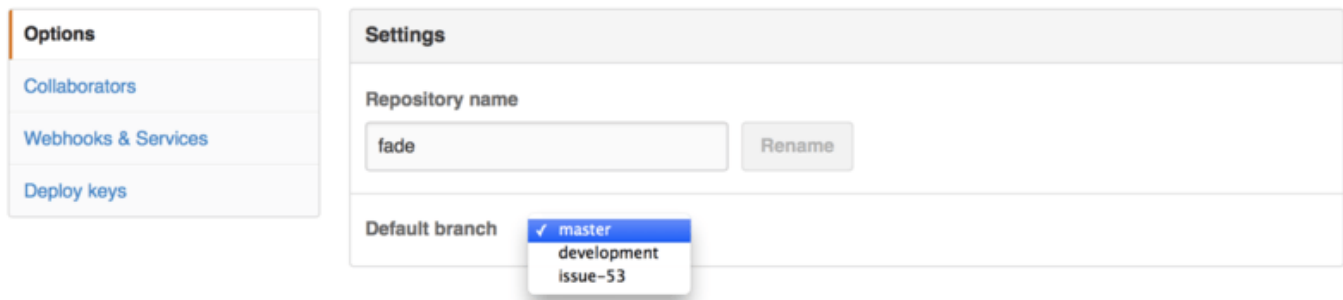 Options
Collaborators
Webhooks & Services
Deploy keys
Settings
Repository name
fade
Rename
Default branch
✓ master
development
issue-53